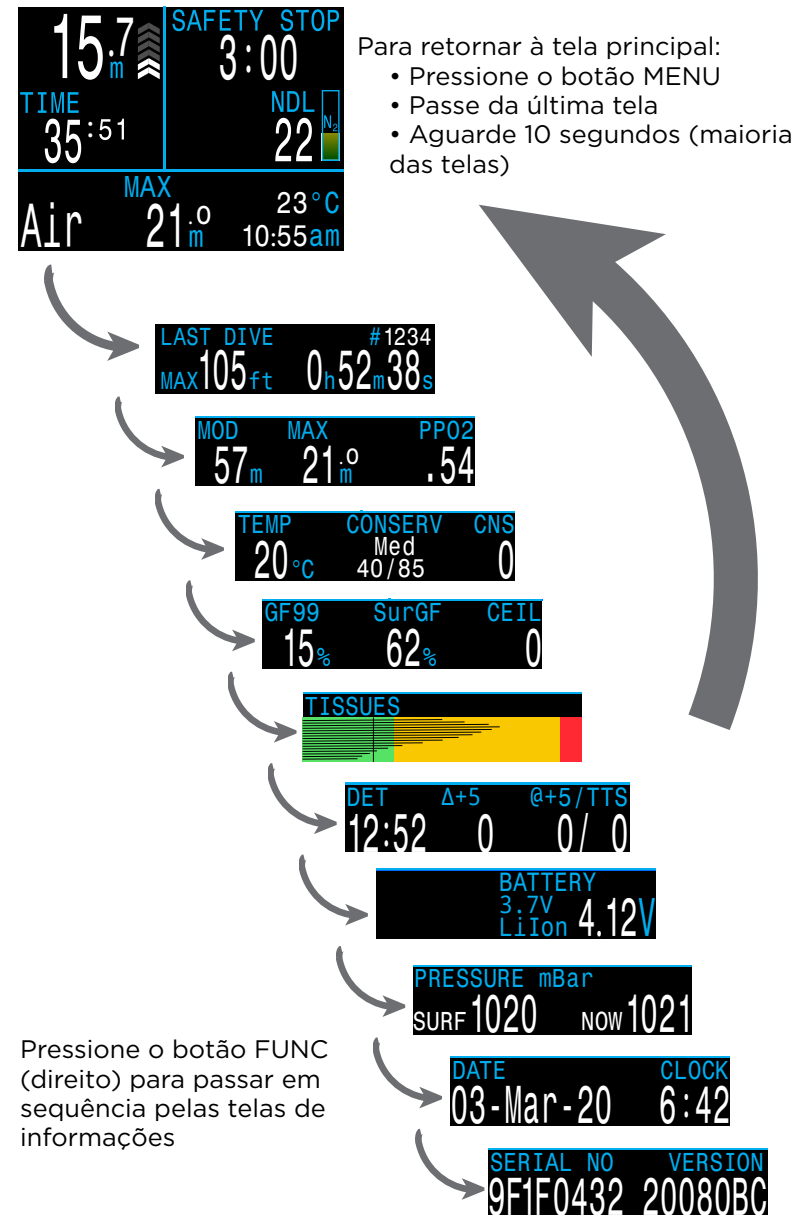 15.7m
SAFETY STOP
3:00
TIME
35:51
NDL
22
N2
MAX
Air 21.0m
23°C
10:55am
Para retornar à tela principal:
• Pressione o botão MENU
• Passe da última tela
• Aguarde 10 segundos (maioria
das telas)
LAST DIVE #1234
MAX105ft 0h52m38s
MOD MAX PPO2
57m 21.0m .54
TEMP CONSERV CNS
20°C Med 0
40/85
GF99 SurGF CEIL
15% 62% 0
TISSUES
DET Δ+5 @+5/TTS
12:52 0 0/ 0
BATTERY
3.7V
LiIon 4.12V
PRESSURE mBar
SURF1020 NOW1021
Pressione o botão FUNC
(direito) para passar em
sequência pelas telas de
informações
DATE CLOCK
03-Mar-20 6:42
SERIAL NO VERSION
9F1F0432 20080BC